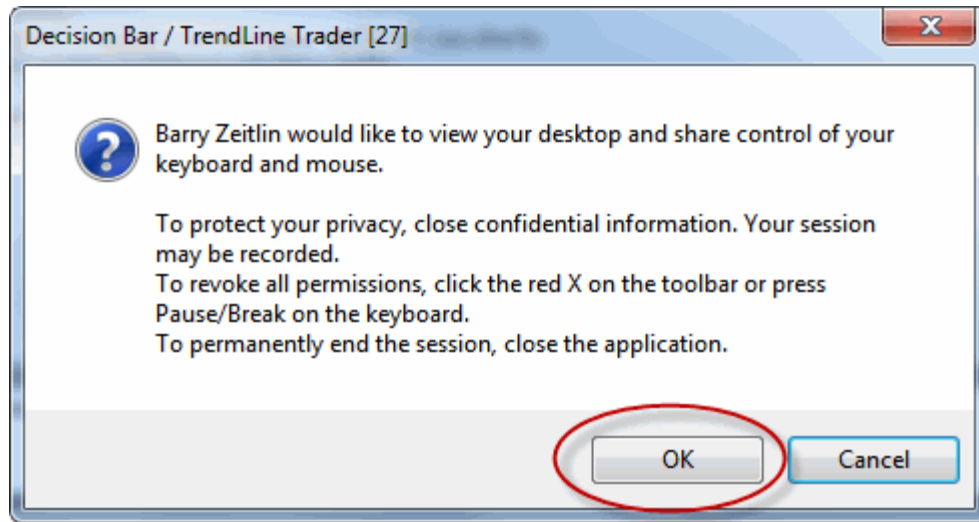 Decision Bar / TrendLine Trader [27]
Barry Zeitlin would like to view your desktop and share control of your
keyboard and mouse.
To protect your privacy, close confidential information. Your session
may be recorded.
To revoke all permissions, click the red X on the toolbar or press
Pause/Break on the keyboard.
To permanently end the session, close the application.
OK Cancel